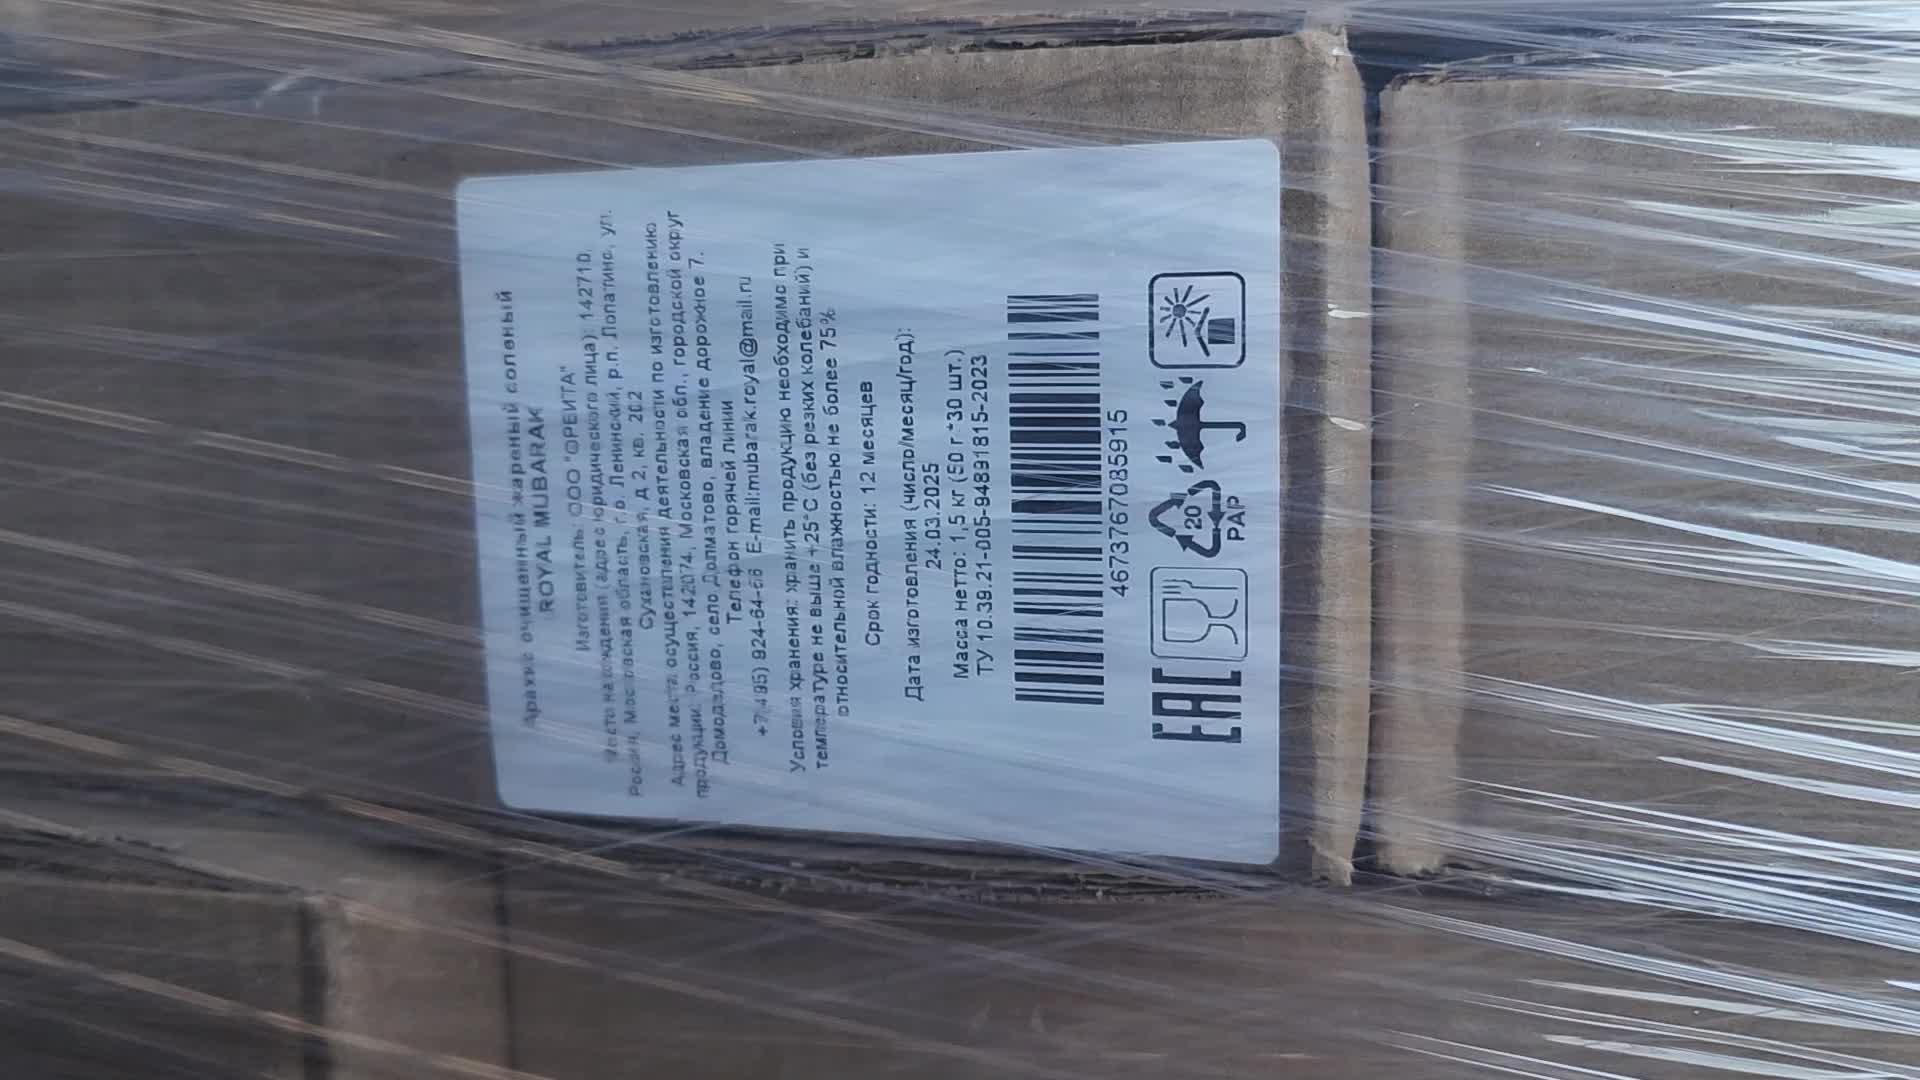 Арахис очищенный жареный соленый
ROYAL MUBARAK
Изготовитель: ООО "ОРБИТА"
Место нахождения (адрес юридического лица): 142710,
Россия, Московская область, г.о. Ленинский, р.п. Лопатино, ул.
Сухановская, д 2, кв. 202
Адрес места осуществления деятельности по изготовлению
продукции: Россия, 142074, Московская обл., городской округ
Домодедово, село Долматово, владение дорожное 7.
Телефон горячей линии
+7(495) 924-64-66 E-mail:mubarak.royal@mail.ru
Условия хранения: хранить продукцию необходимо при
температуре не выше +25°С (без резких колебаний) и
относительной влажностью не более 75%
Срок годности: 12 месяцев
Дата изготовления (число/месяц/год):
24.03.2025
Масса нетто: 1,5 кг (50 г *30 шт.)
ТУ 10.39.21-005-94891815-2023
4673767085915
EAC
20
PAP